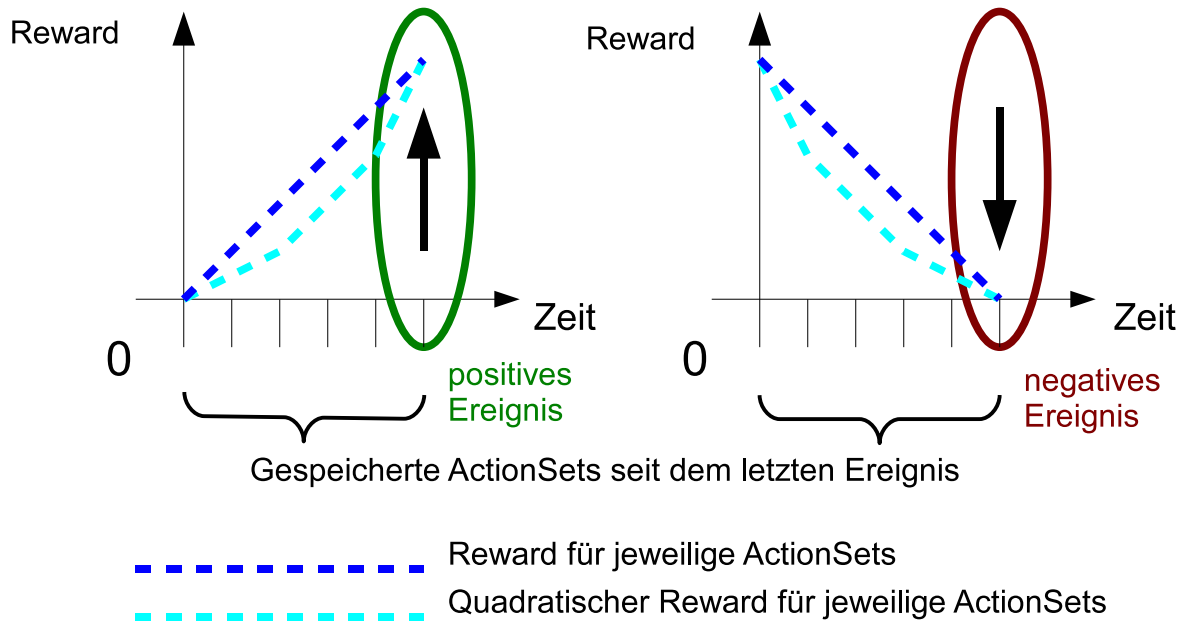 Reward
Reward
Zeit
Zeit
0
0
positives
Ereignis
negatives
Ereignis
Gespeicherte ActionSets seit dem letzten Ereignis
Reward für jeweilige ActionSets
Quadratischer Reward für jeweilige ActionSets